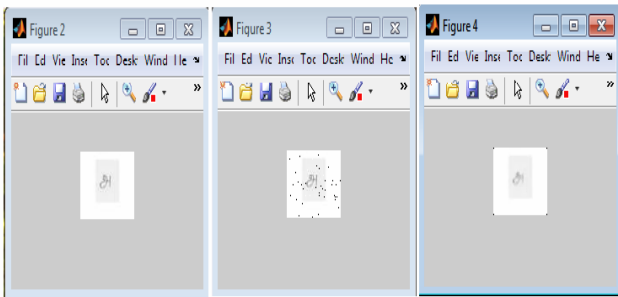 Figure 2
Fil Ed Vie Inse Toc Desk Wind He
»
அ
Figure 3
Fil Ed Vic Inse Toc Desk Wind He
»
அ
Figure 4
Fil Ed Vie Inse Toc Desk Wind He
»
அ